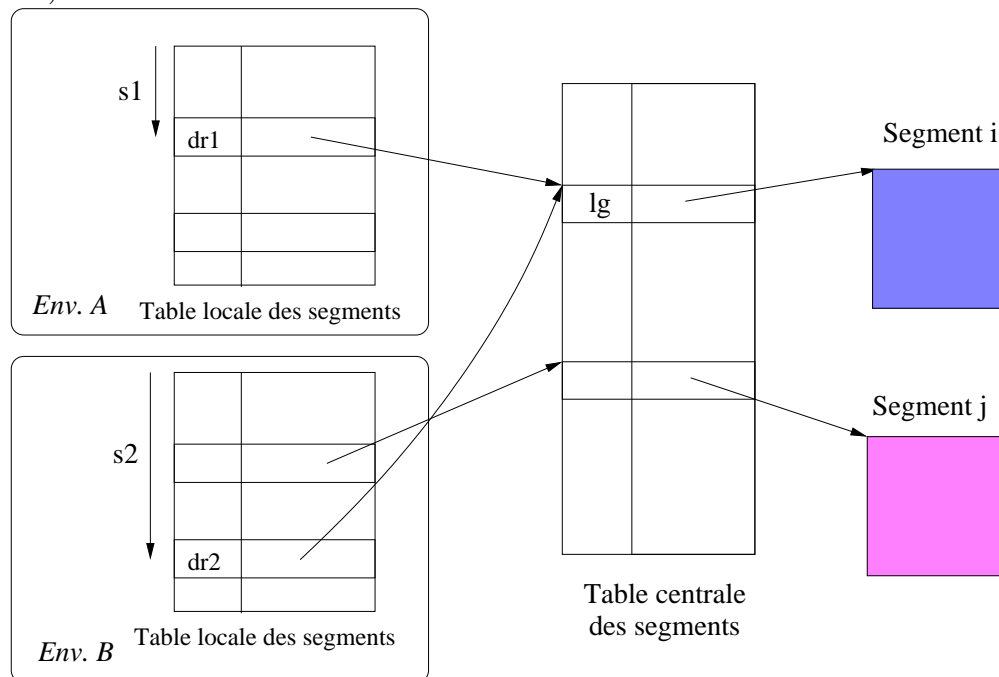 )
s1
dr1
Env. A
Table locale des segments
s2
dr2
Table locale des segments
Env. B
lg
Table centrale
des segments
Segment i
Segment j